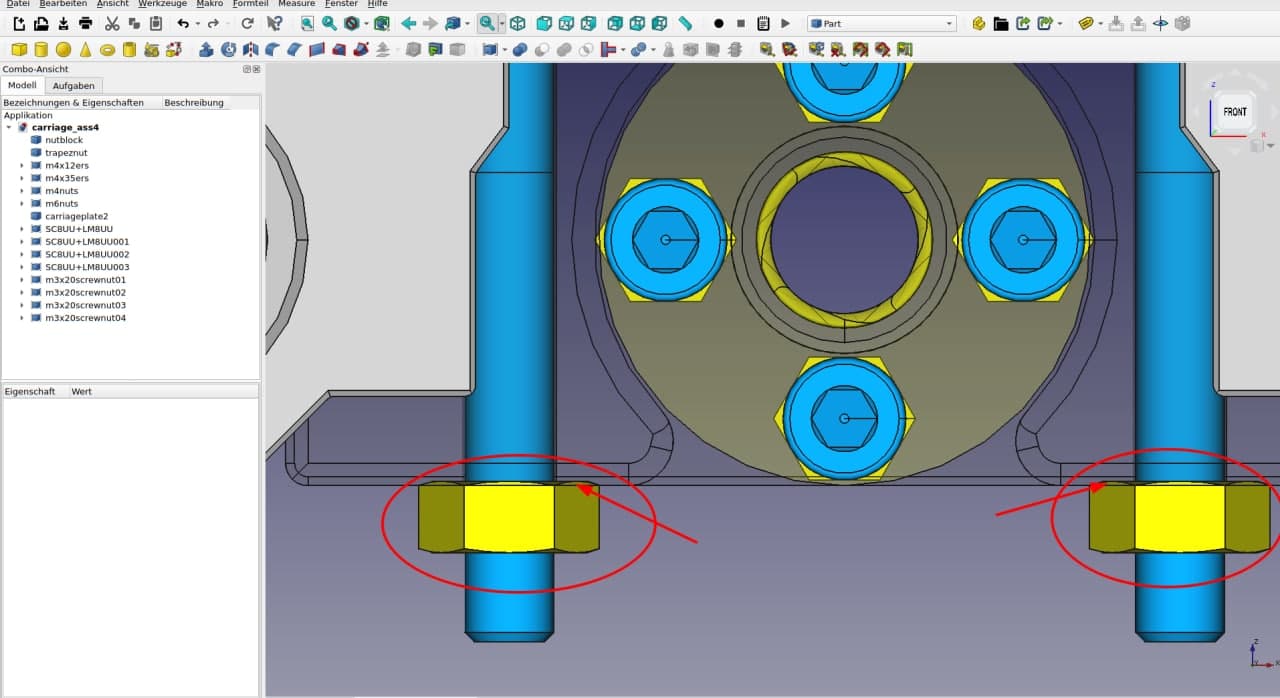 Datei Bearbeiten Ansicht Werkzeuge Makro Formteil Measure Fenster Hilfe
Part
Combo-Ansicht
Modell Aufgaben
Bezeichnungen & Eigenschaften Beschreibung
Applikation
carriage_ass4
nutblock
trapeznut
m4x12ers
m4x35ers
m4nuts
m6nuts
carriageplate2
SC8UU+LM8UU
SC8UU+LM8UU001
SC8UU+LM8UU002
SC8UU+LM8UU003
m3x20screwnut01
m3x20screwnut02
m3x20screwnut03
m3x20screwnut04
Eigenschaft Wert
Z
FRONT
X
Z
Y X